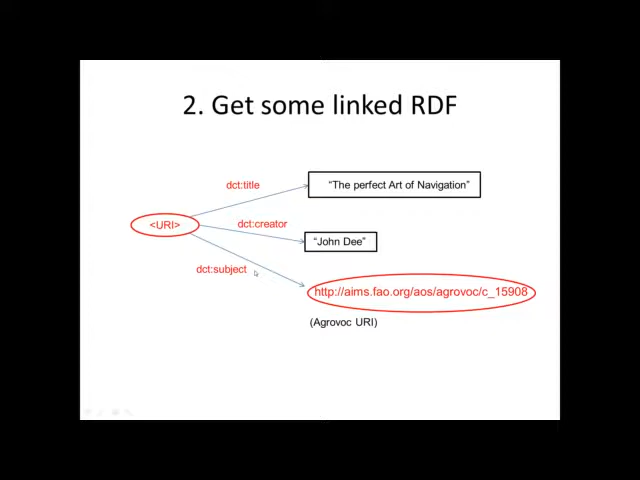 2. Get some linked RDF
dct:title
“The perfect Art of Navigation”
<URI>
dct:creator
“John Dee”
dct:subject
http://aims.fao.org/aos/agrovoc/c_15908
(Agrovoc URI)